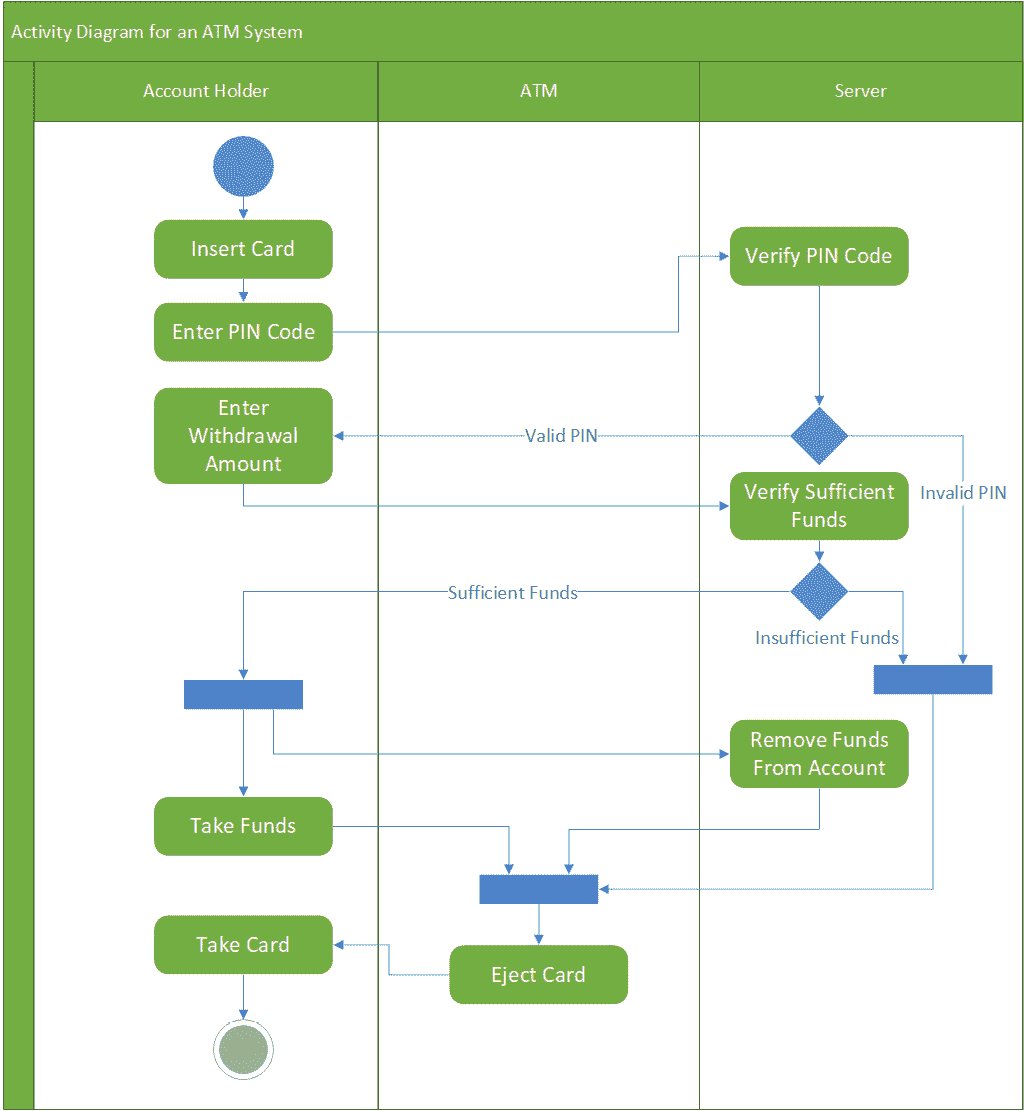 Activity Diagram for an ATM System
Account Holder
ATM
Server
Insert Card
Verify PIN Code
Enter PIN Code
Enter
Withdrawal
Amount
Valid PIN
Verify Sufficient
Funds
Invalid PIN
Sufficient Funds
Insufficient Funds
Remove Funds
From Account
Take Funds
Take Card
Eject Card